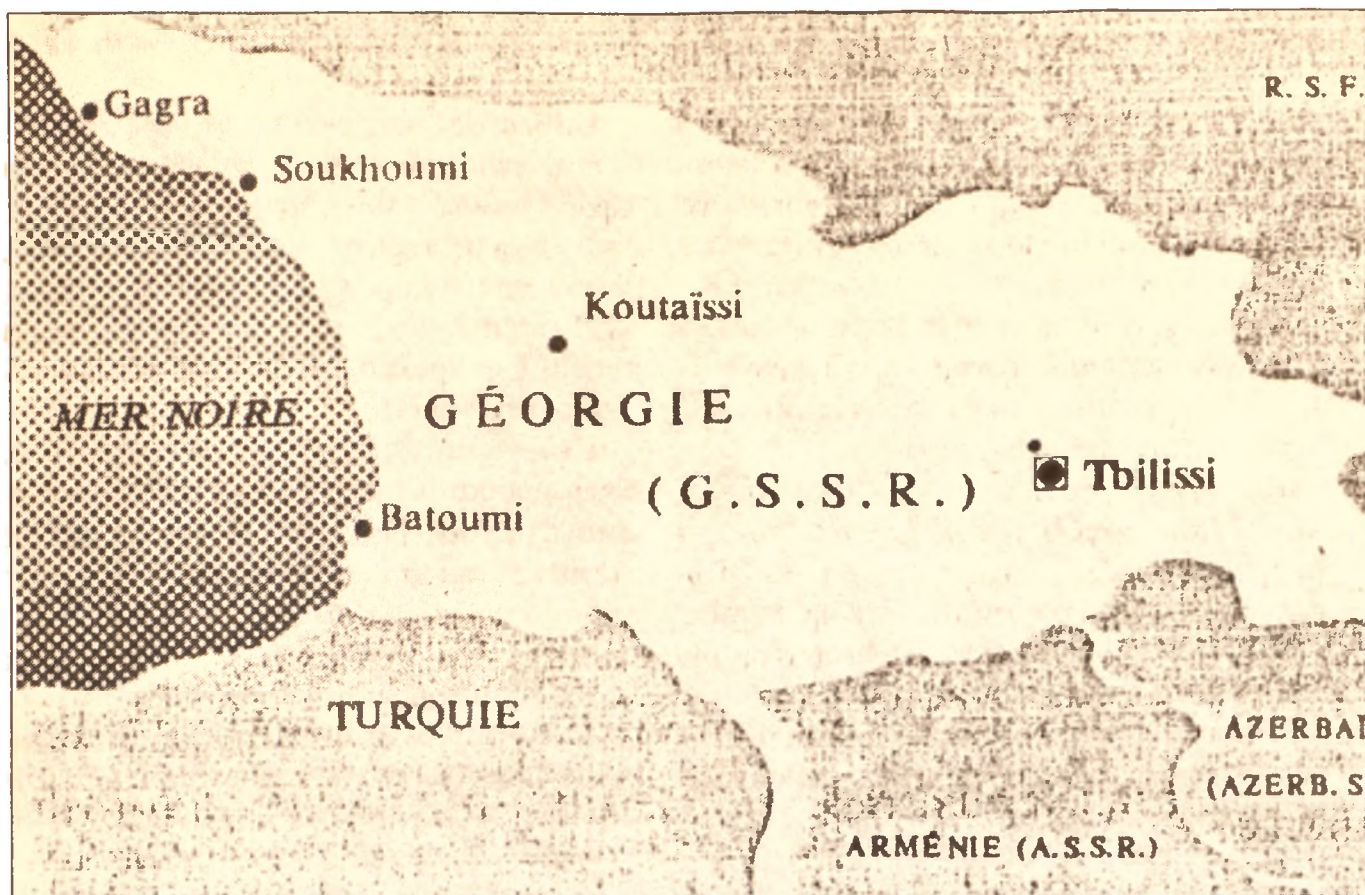 R. S. F.
Gagra
Soukhoumi
Koutaïssi
MER NOIRE
GÉORGIE
(G.S.S.R.)
Tbilissi
Batoumi
TURQUIE
AZERBAI
(AZERB. S
ARMÉNIE (A.S.S.R.)